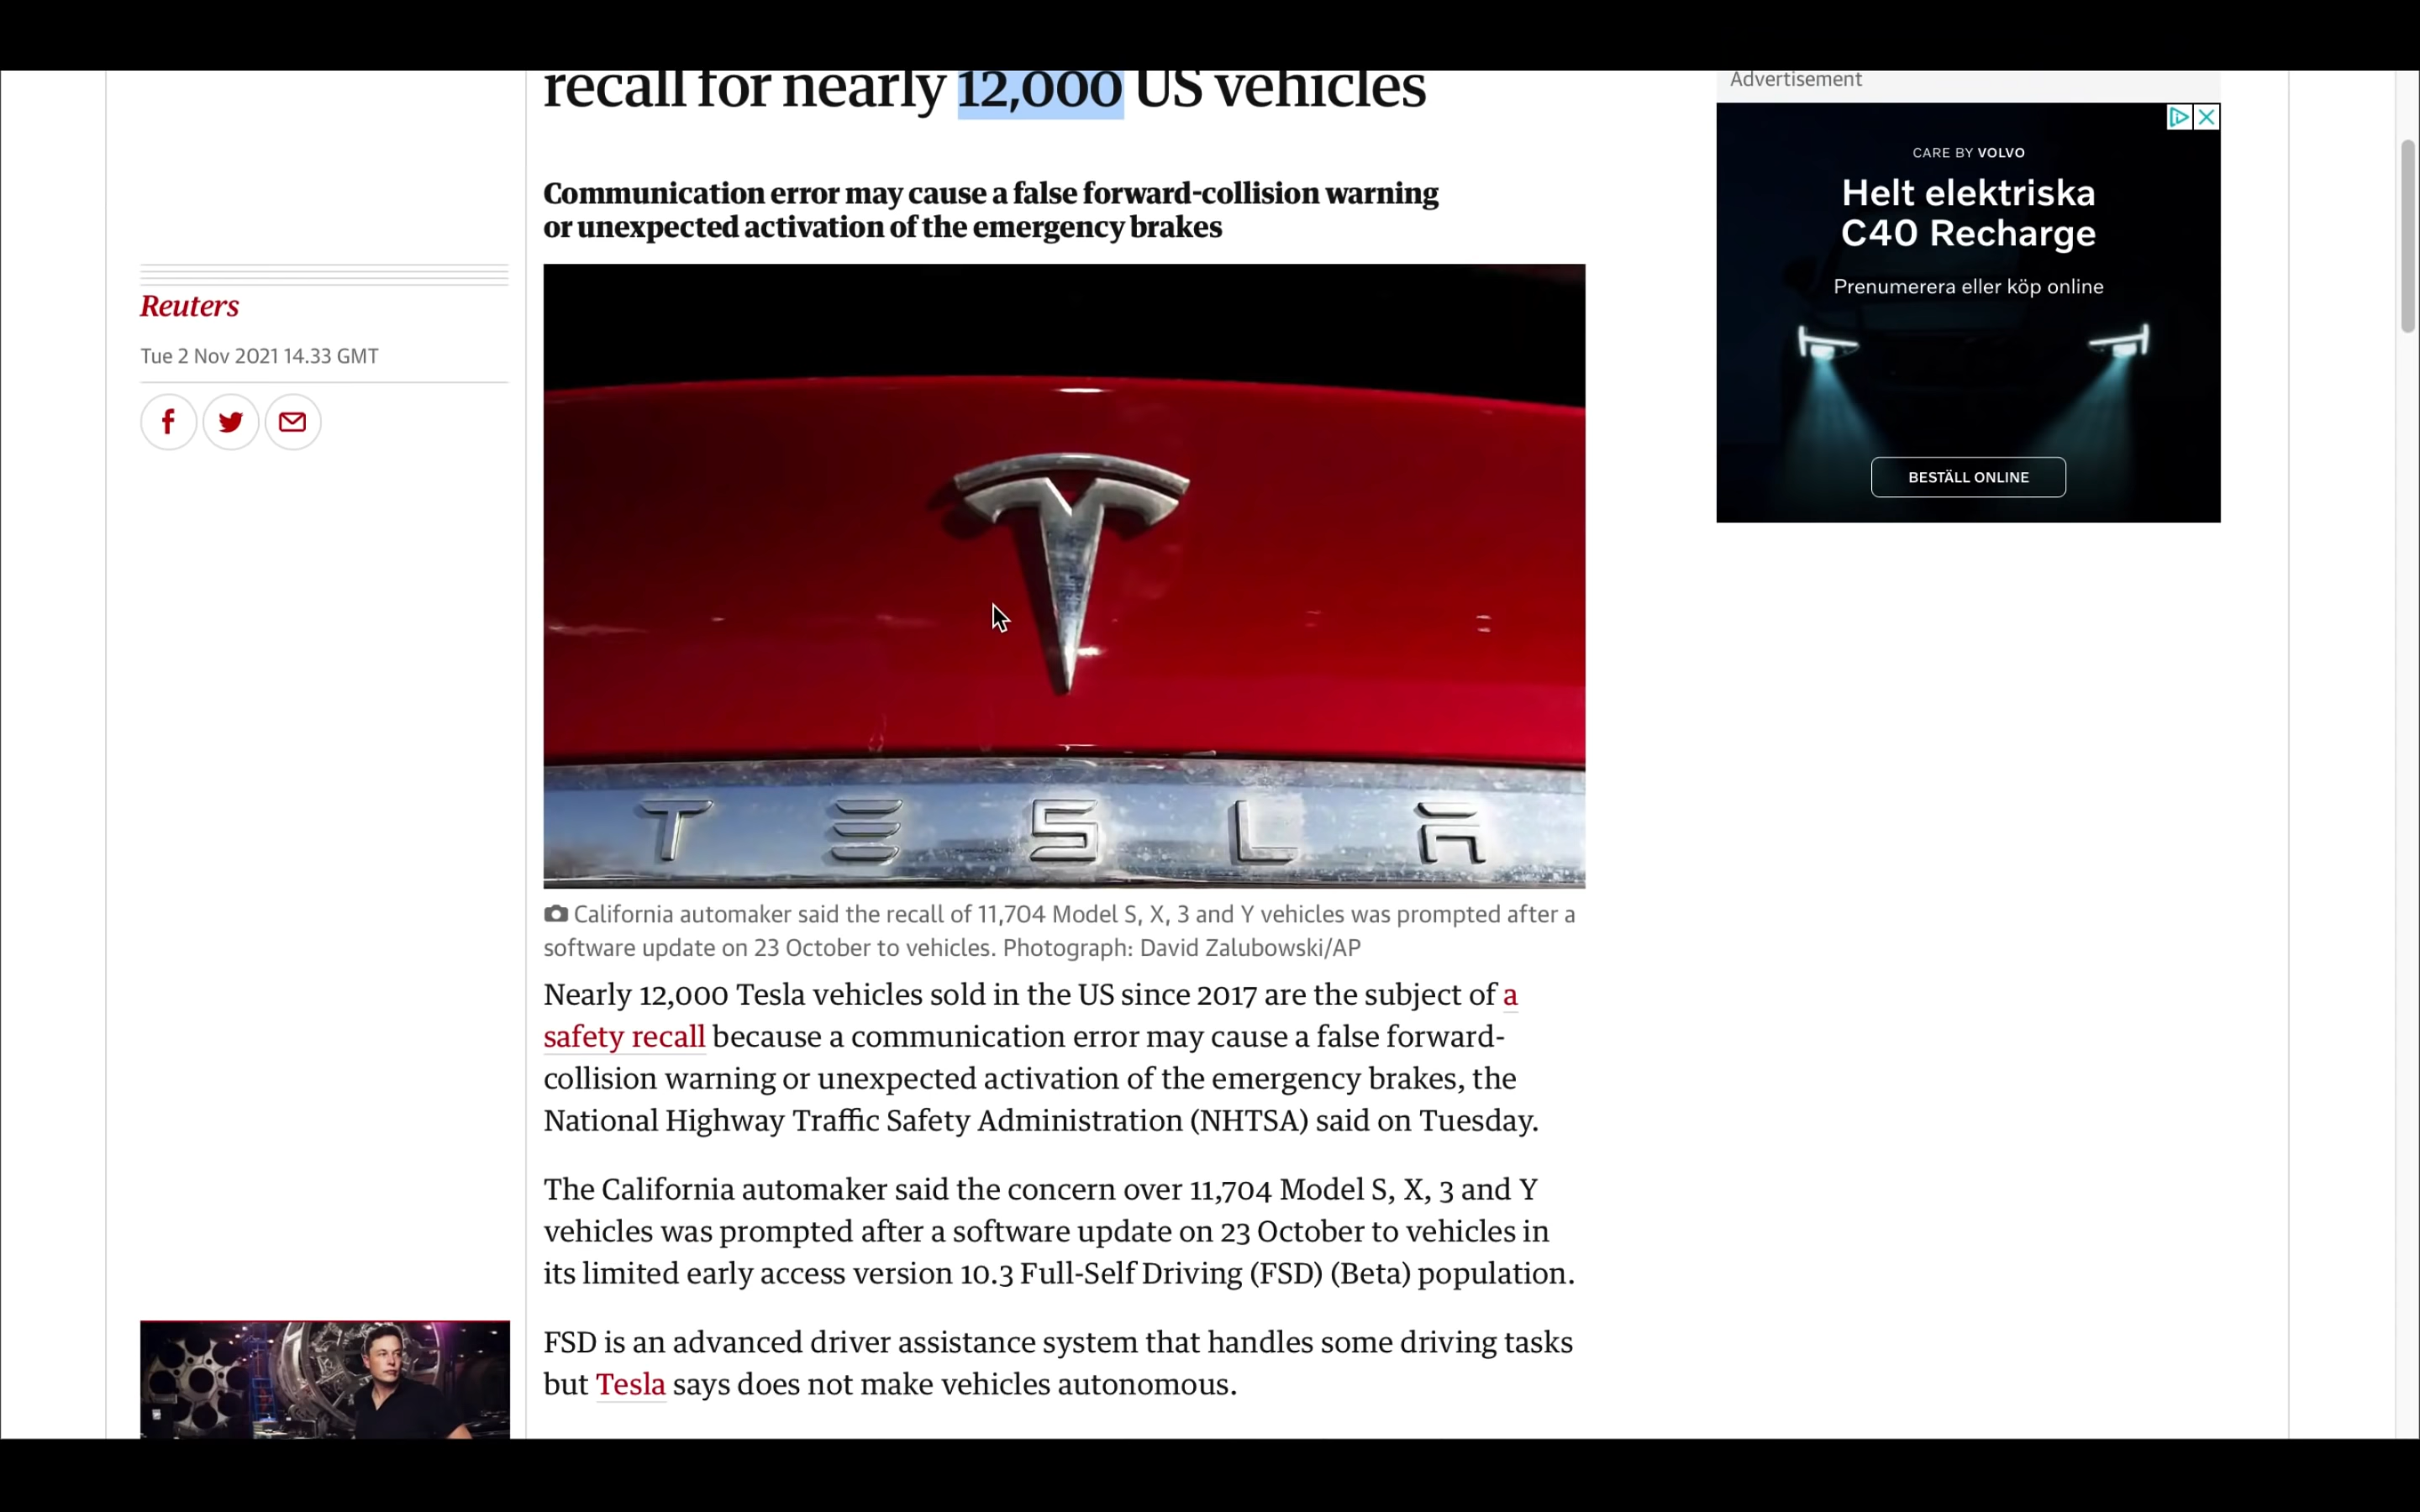 recall for nearly 12,000 US vehicles
Communication error may cause a false forward-collision warning
or unexpected activation of the emergency brakes
Reuters
Tue 2 Nov 2021 14.33 GMT
T E S L A
California automaker said the recall of 11,704 Model S, X, 3 and Y vehicles was prompted after a
software update on 23 October to vehicles. Photograph: David Zalubowski/AP
Nearly 12,000 Tesla vehicles sold in the US since 2017 are the subject of a
safety recall because a communication error may cause a false forward-
collision warning or unexpected activation of the emergency brakes, the
National Highway Traffic Safety Administration (NHTSA) said on Tuesday.
The California automaker said the concern over 11,704 Model S, X, 3 and Y
vehicles was prompted after a software update on 23 October to vehicles in
its limited early access version 10.3 Full-Self Driving (FSD) (Beta) population.
FSD is an advanced driver assistance system that handles some driving tasks
but Tesla says does not make vehicles autonomous.
Advertisement
CARE BY VOLVO
Helt elektriska
C40 Recharge
Prenumerera eller köp online
BESTÄLL ONLINE